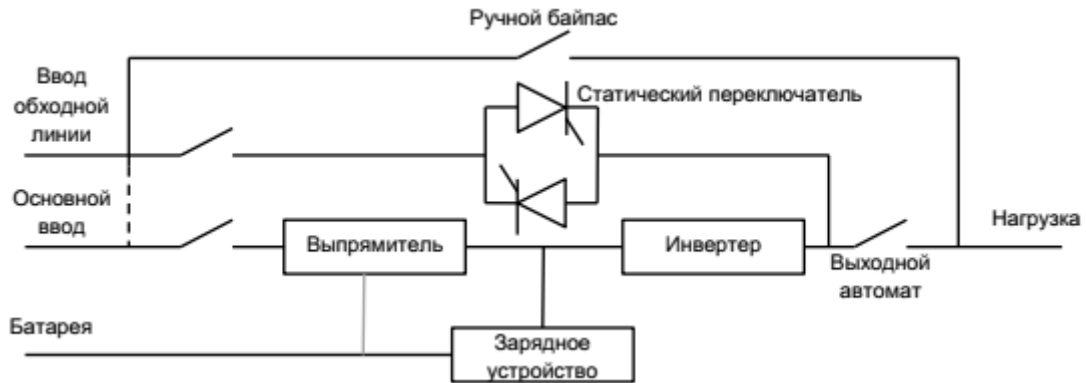 Ручной байпас
Ввод
обходной
линии
Статический переключатель
Основной
ввод
Выпрямитель
Инвертер
Нагрузка
Выходной
автомат
Батарея
Зарядное
устройство